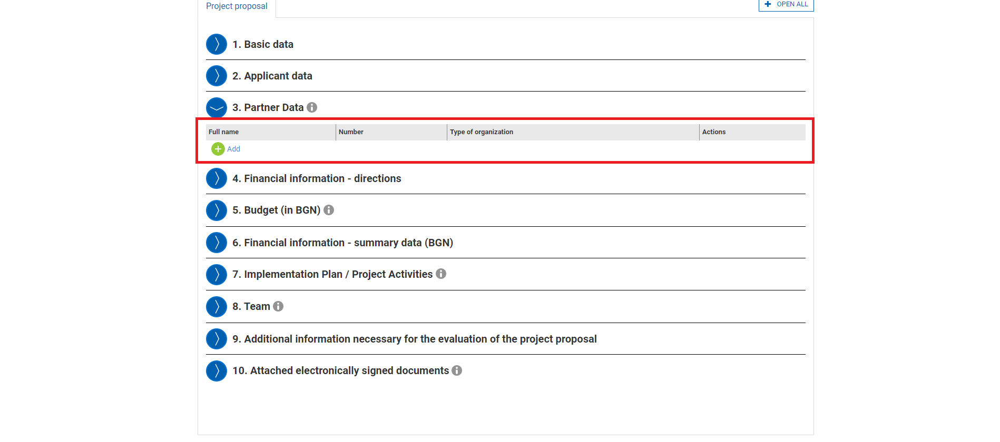 Project proposal
OPEN ALL
1. Basic data
2. Applicant data
3. Partner Data
Full name Number Type of organization Actions
Add
4. Financial information - directions
5. Budget (in BGN)
6. Financial information - summary data (BGN)
7. Implementation Plan / Project Activities
8. Team
9. Additional information necessary for the evaluation of the project proposal
10. Attached electronically signed documents